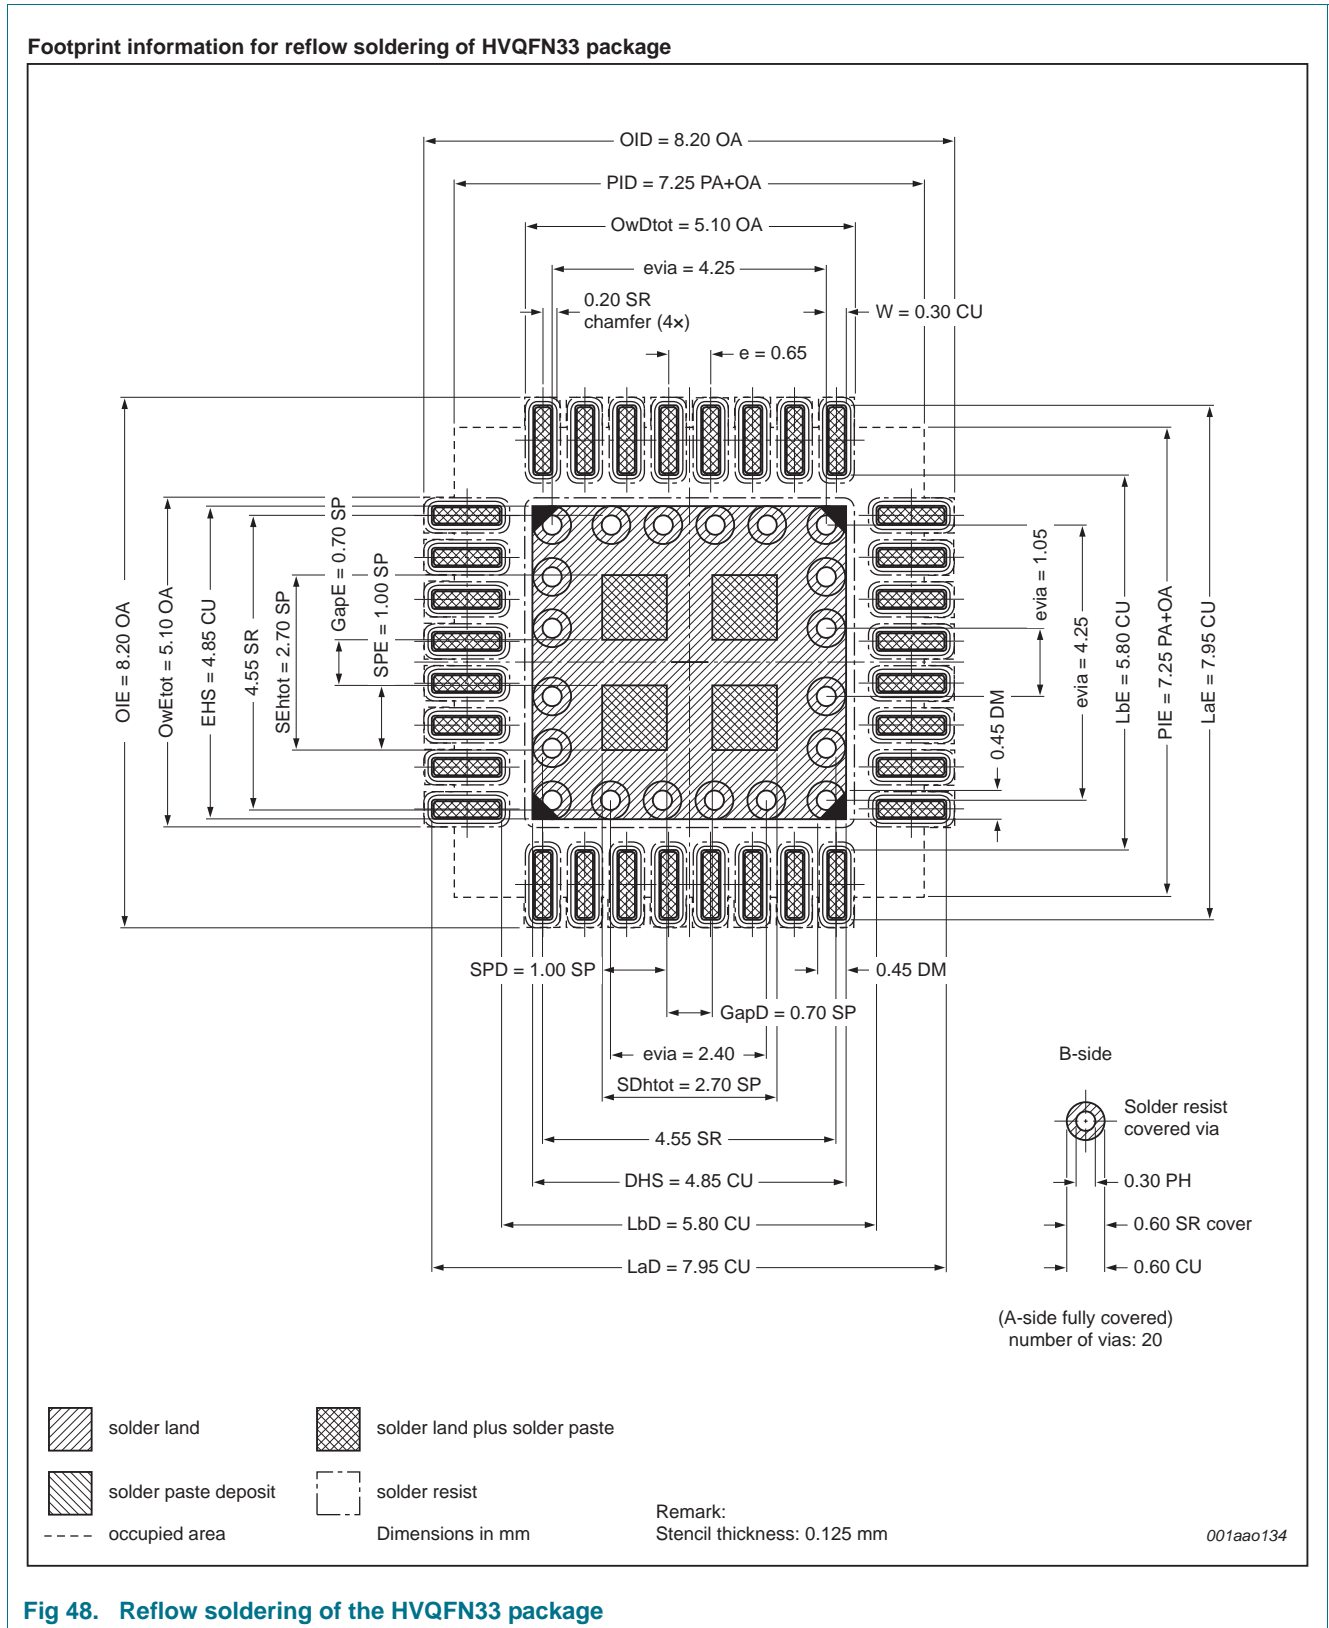 Footprint information for reflow soldering of HVQFN33 package
OID = 8.20 OA
PID = 7.25 PA+OA
OwDtot = 5.10 OA
evia = 4.25
0.20 SR
chamfer (4×)
W = 0.30 CU
e = 0.65
OIE = 8.20 OA
OwEtot = 5.10 OA
EHS = 4.85 CU
4.55 SR
SEhtot = 2.70 SP
GapE = 0.70 SP
SPE = 1.00 SP
evia = 1.05
0.45 DM
evia = 4.25
LbE = 5.80 CU
PIE = 7.25 PA+OA
LaE = 7.95 CU
SPD = 1.00 SP
0.45 DM
GapD = 0.70 SP
evia = 2.40
SDhtot = 2.70 SP
4.55 SR
DHS = 4.85 CU
LbD = 5.80 CU
LaD = 7.95 CU
B-side
Solder resist
covered via
0.30 PH
0.60 SR cover
0.60 CU
(A-side fully covered)
number of vias: 20
solder land
solder land plus solder paste
solder paste deposit
solder resist
occupied area
Dimensions in mm
Remark:
Stencil thickness: 0.125 mm
001aao134
Fig 48. Reflow soldering of the HVQFN33 package